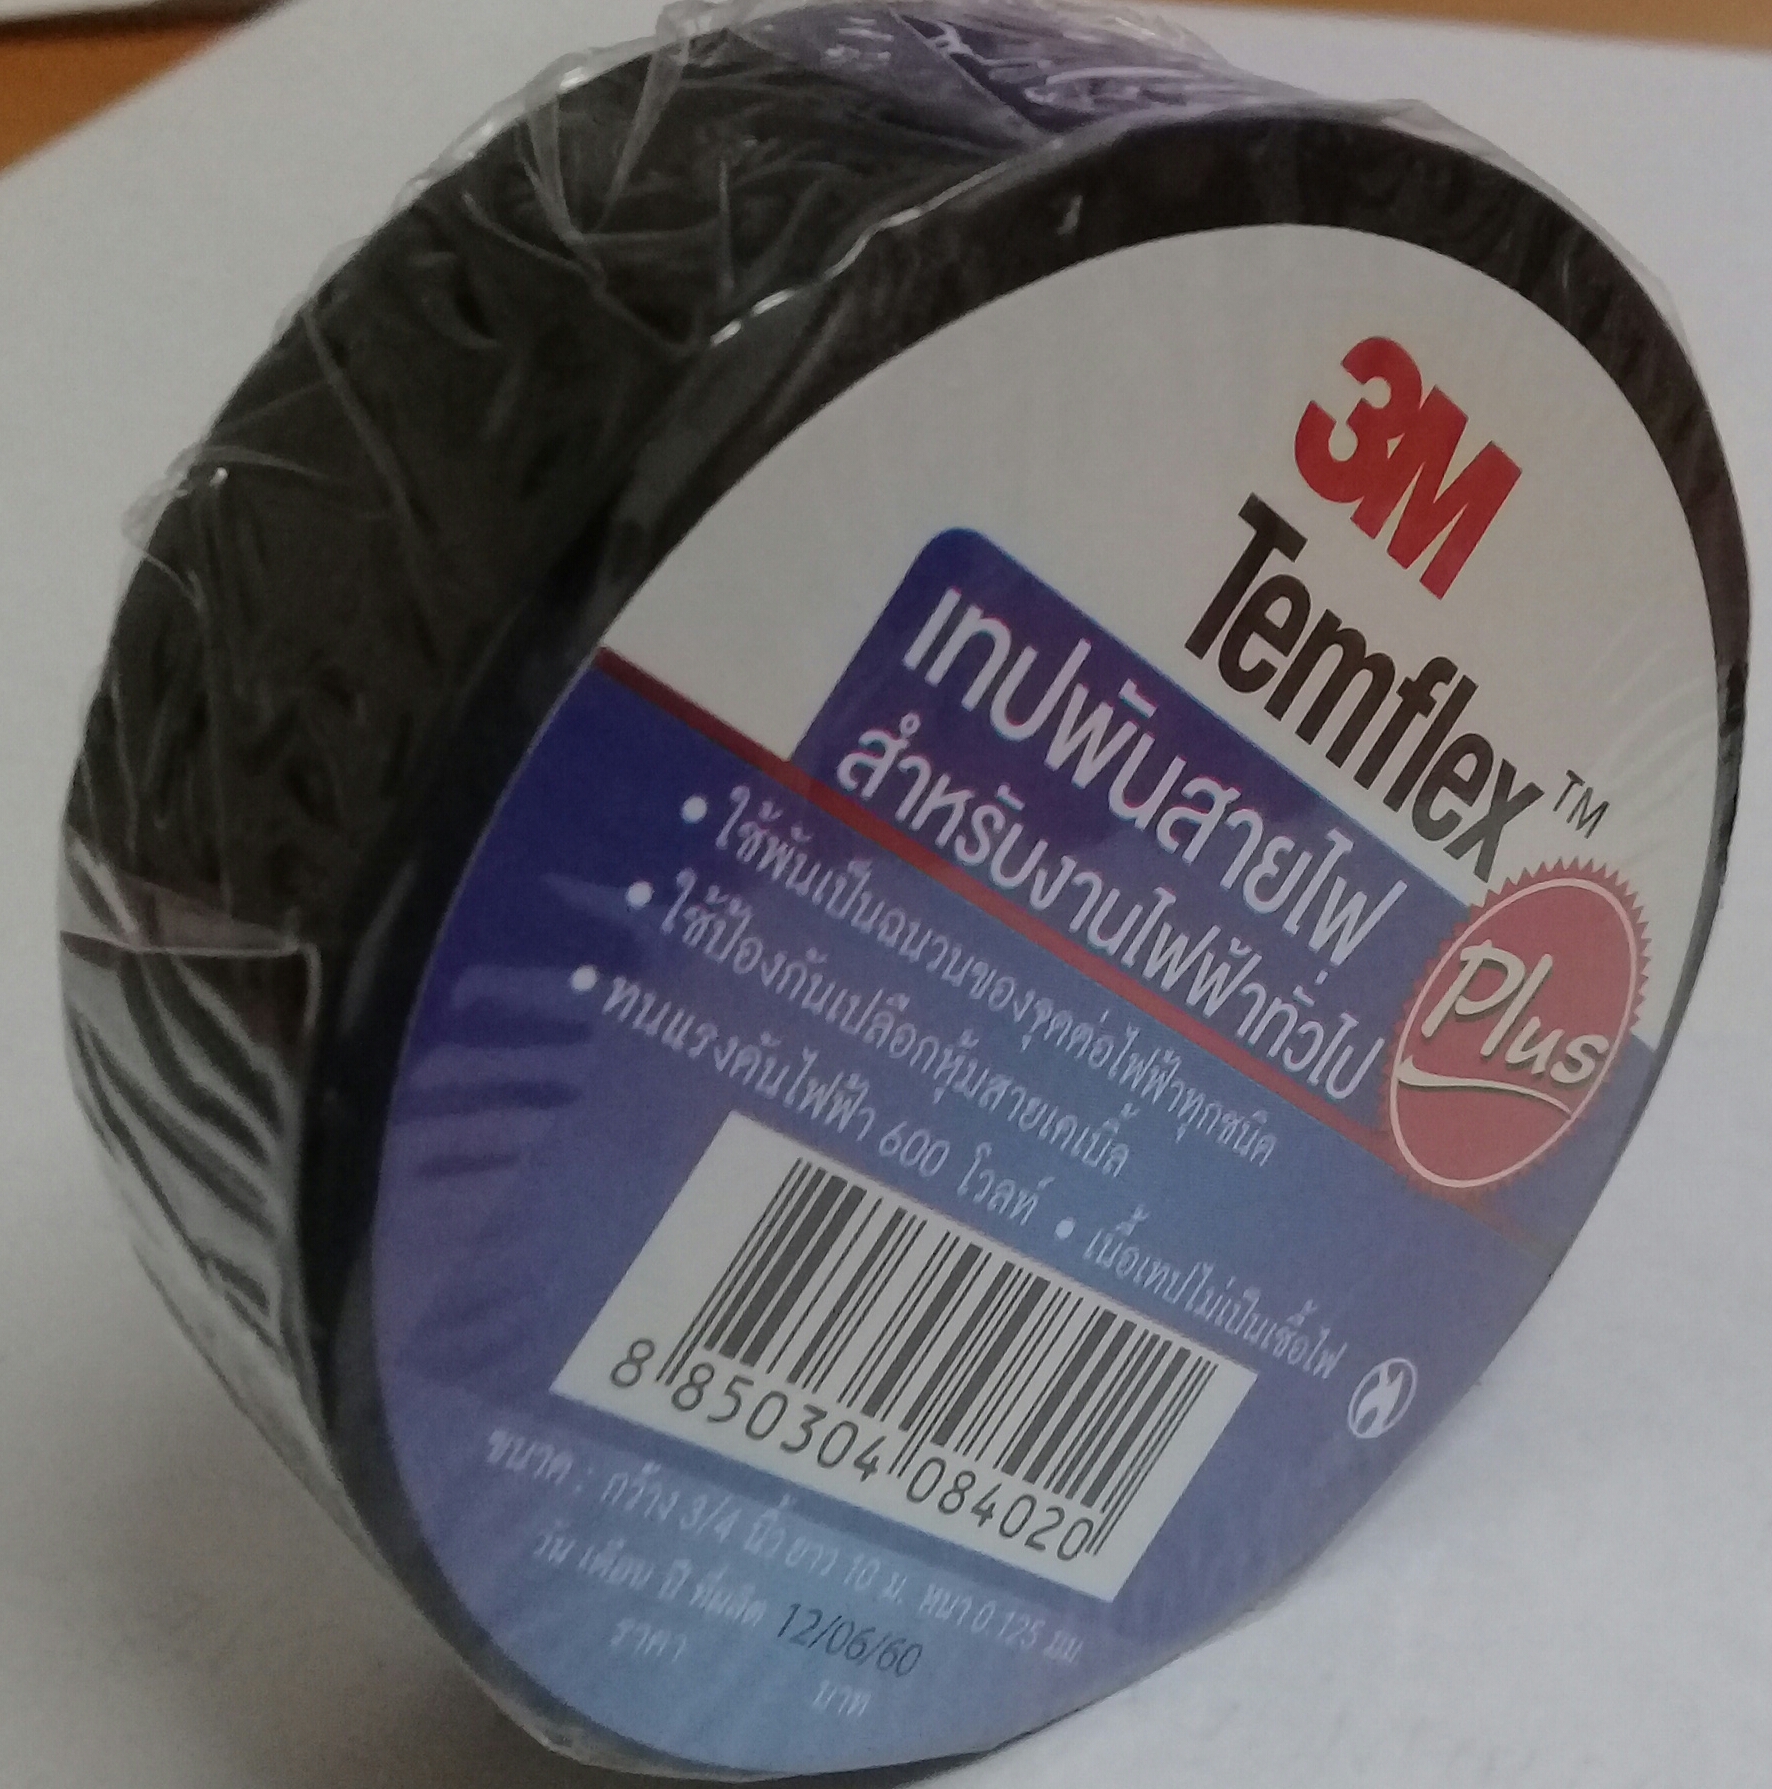 3M
Temflex™
Plus
เทปพันสายไฟ
สำหรับงานไฟฟ้าทั่วไป
• ใช้พันเป็นฉนวนของจุดต่อไฟฟ้าทุกชนิด
• ใช้ป้องกันเปลือกหุ้มสายเคเบิ้ล
• ทนแรงดันไฟฟ้า 600 โวลท์ • เนื้อเทปไม่เป็นเชื้อไฟ
8 850304 084020
ขนาด : กว้าง 3/4 นิ้ว ยาว 10 ม. หนา 0.125 มม.
วัน เดือน ปี ที่ผลิต 12/06/60
ราคา บาท